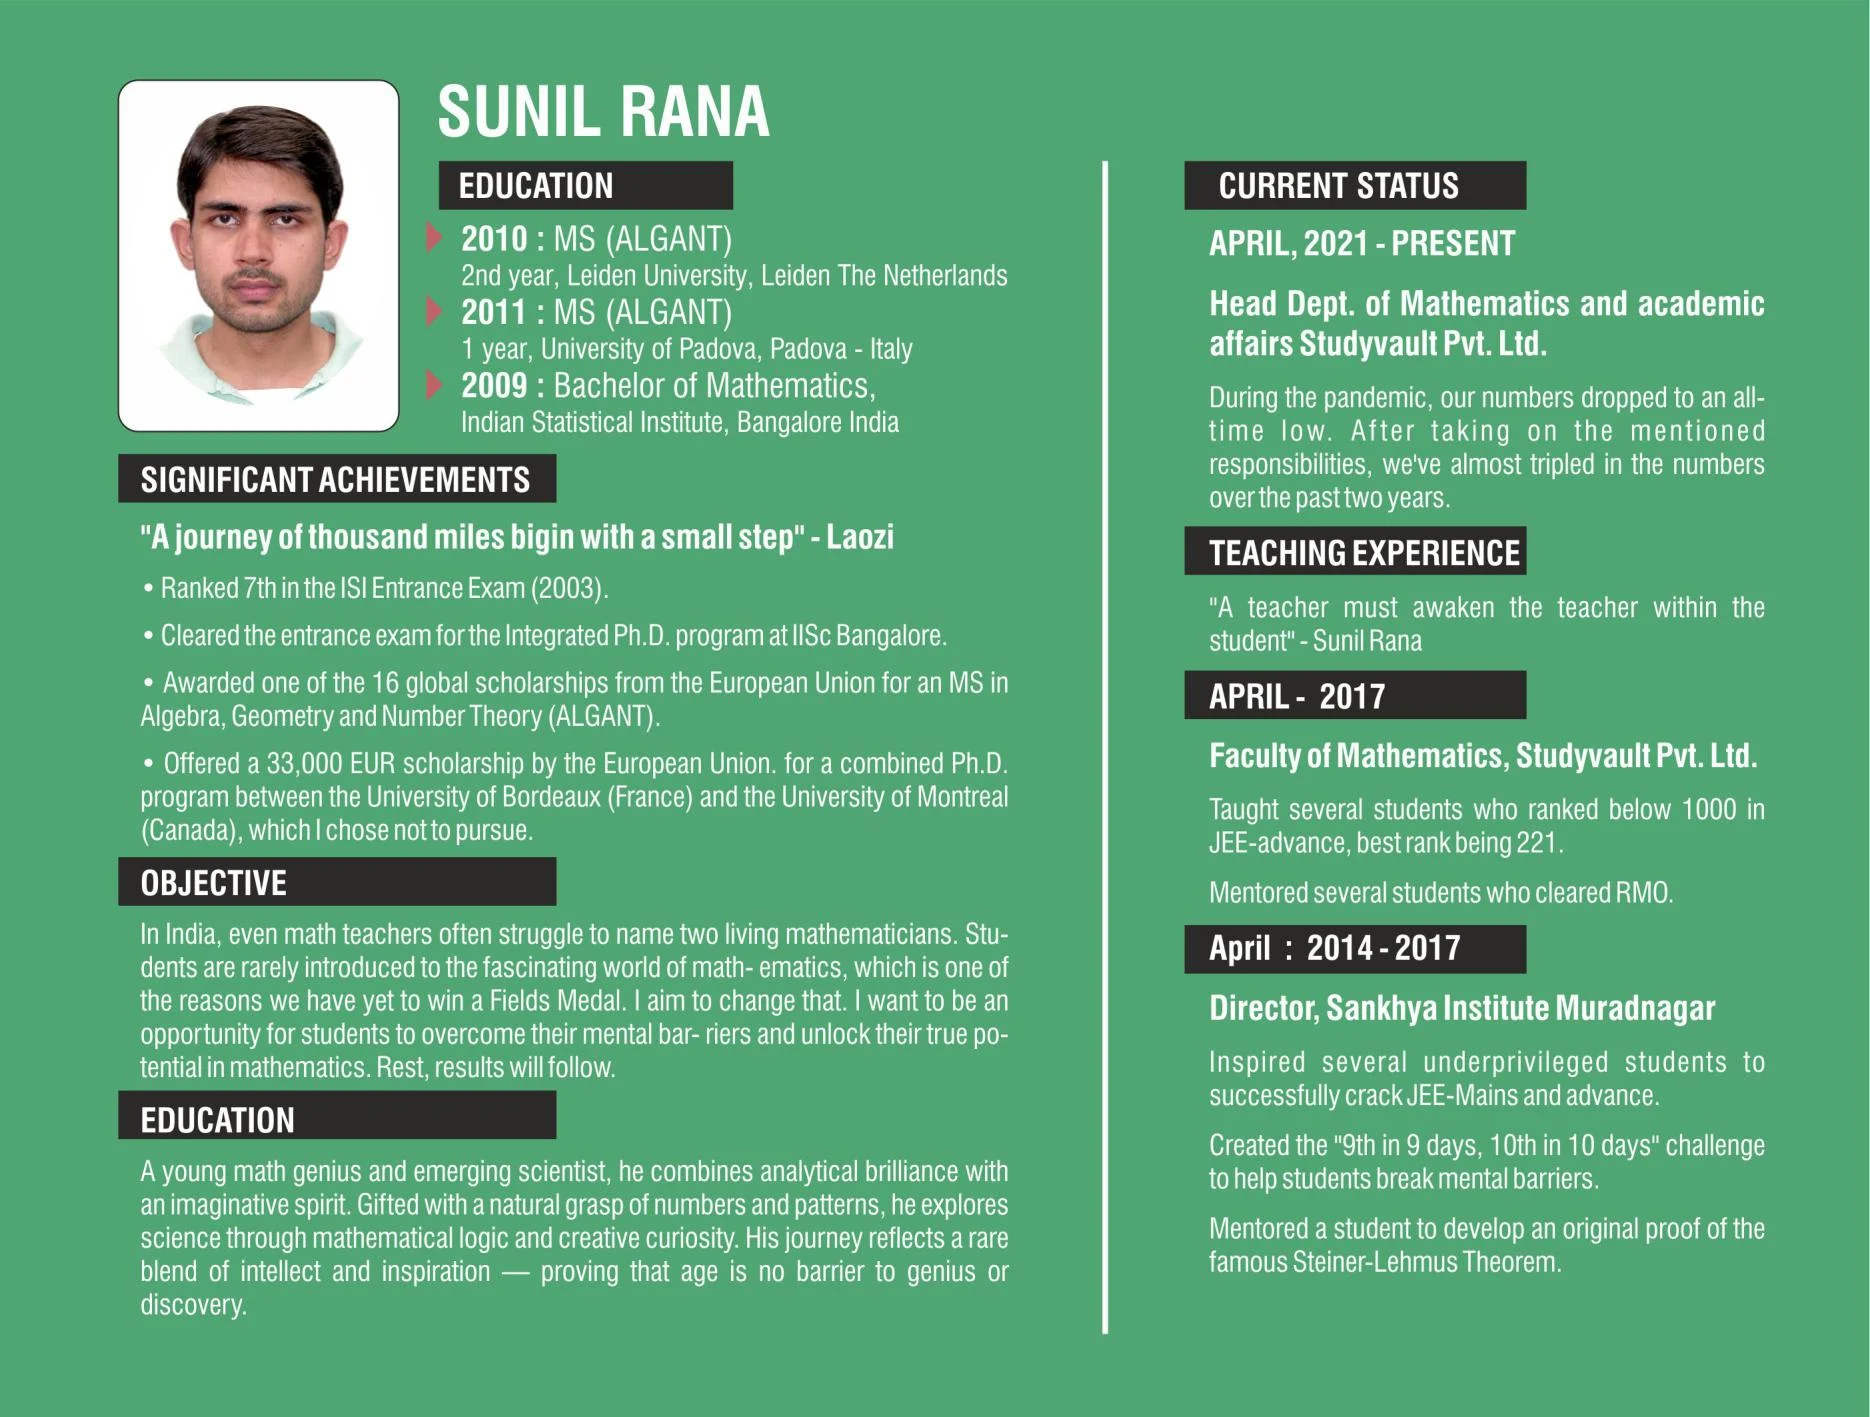 SUNIL RANA
EDUCATION
2010 : MS (ALGANT)
2nd year, Leiden University, Leiden The Netherlands
2011 : MS (ALGANT)
1 year, University of Padova, Padova - Italy
2009 : Bachelor of Mathematics,
Indian Statistical Institute, Bangalore India
SIGNIFICANT ACHIEVEMENTS
"A journey of thousand miles bigin with a small step" - Laozi
• Ranked 7th in the ISI Entrance Exam (2003).
• Cleared the entrance exam for the Integrated Ph.D. program at IISc Bangalore.
• Awarded one of the 16 global scholarships from the European Union for an MS in
Algebra, Geometry and Number Theory (ALGANT).
• Offered a 33,000 EUR scholarship by the European Union. for a combined Ph.D.
program between the University of Bordeaux (France) and the University of Montreal
(Canada), which I chose not to pursue.
OBJECTIVE
In India, even math teachers often struggle to name two living mathematicians. Stu-
dents are rarely introduced to the fascinating world of math- ematics, which is one of
the reasons we have yet to win a Fields Medal. I aim to change that. I want to be an
opportunity for students to overcome their mental bar- riers and unlock their true po-
tential in mathematics. Rest, results will follow.
EDUCATION
A young math genius and emerging scientist, he combines analytical brilliance with
an imaginative spirit. Gifted with a natural grasp of numbers and patterns, he explores
science through mathematical logic and creative curiosity. His journey reflects a rare
blend of intellect and inspiration — proving that age is no barrier to genius or
discovery.
CURRENT STATUS
APRIL, 2021 - PRESENT
Head Dept. of Mathematics and academic
affairs Studyvault Pvt. Ltd.
During the pandemic, our numbers dropped to an all-
time low. After taking on the mentioned
responsibilities, we've almost tripled in the numbers
over the past two years.
TEACHING EXPERIENCE
"A teacher must awaken the teacher within the
student" - Sunil Rana
APRIL - 2017
Faculty of Mathematics, Studyvault Pvt. Ltd.
Taught several students who ranked below 1000 in
JEE-advance, best rank being 221.
Mentored several students who cleared RMO.
April : 2014 - 2017
Director, Sankhya Institute Muradnagar
Inspired several underprivileged students to
successfully crack JEE-Mains and advance.
Created the "9th in 9 days, 10th in 10 days" challenge
to help students break mental barriers.
Mentored a student to develop an original proof of the
famous Steiner-Lehmus Theorem.